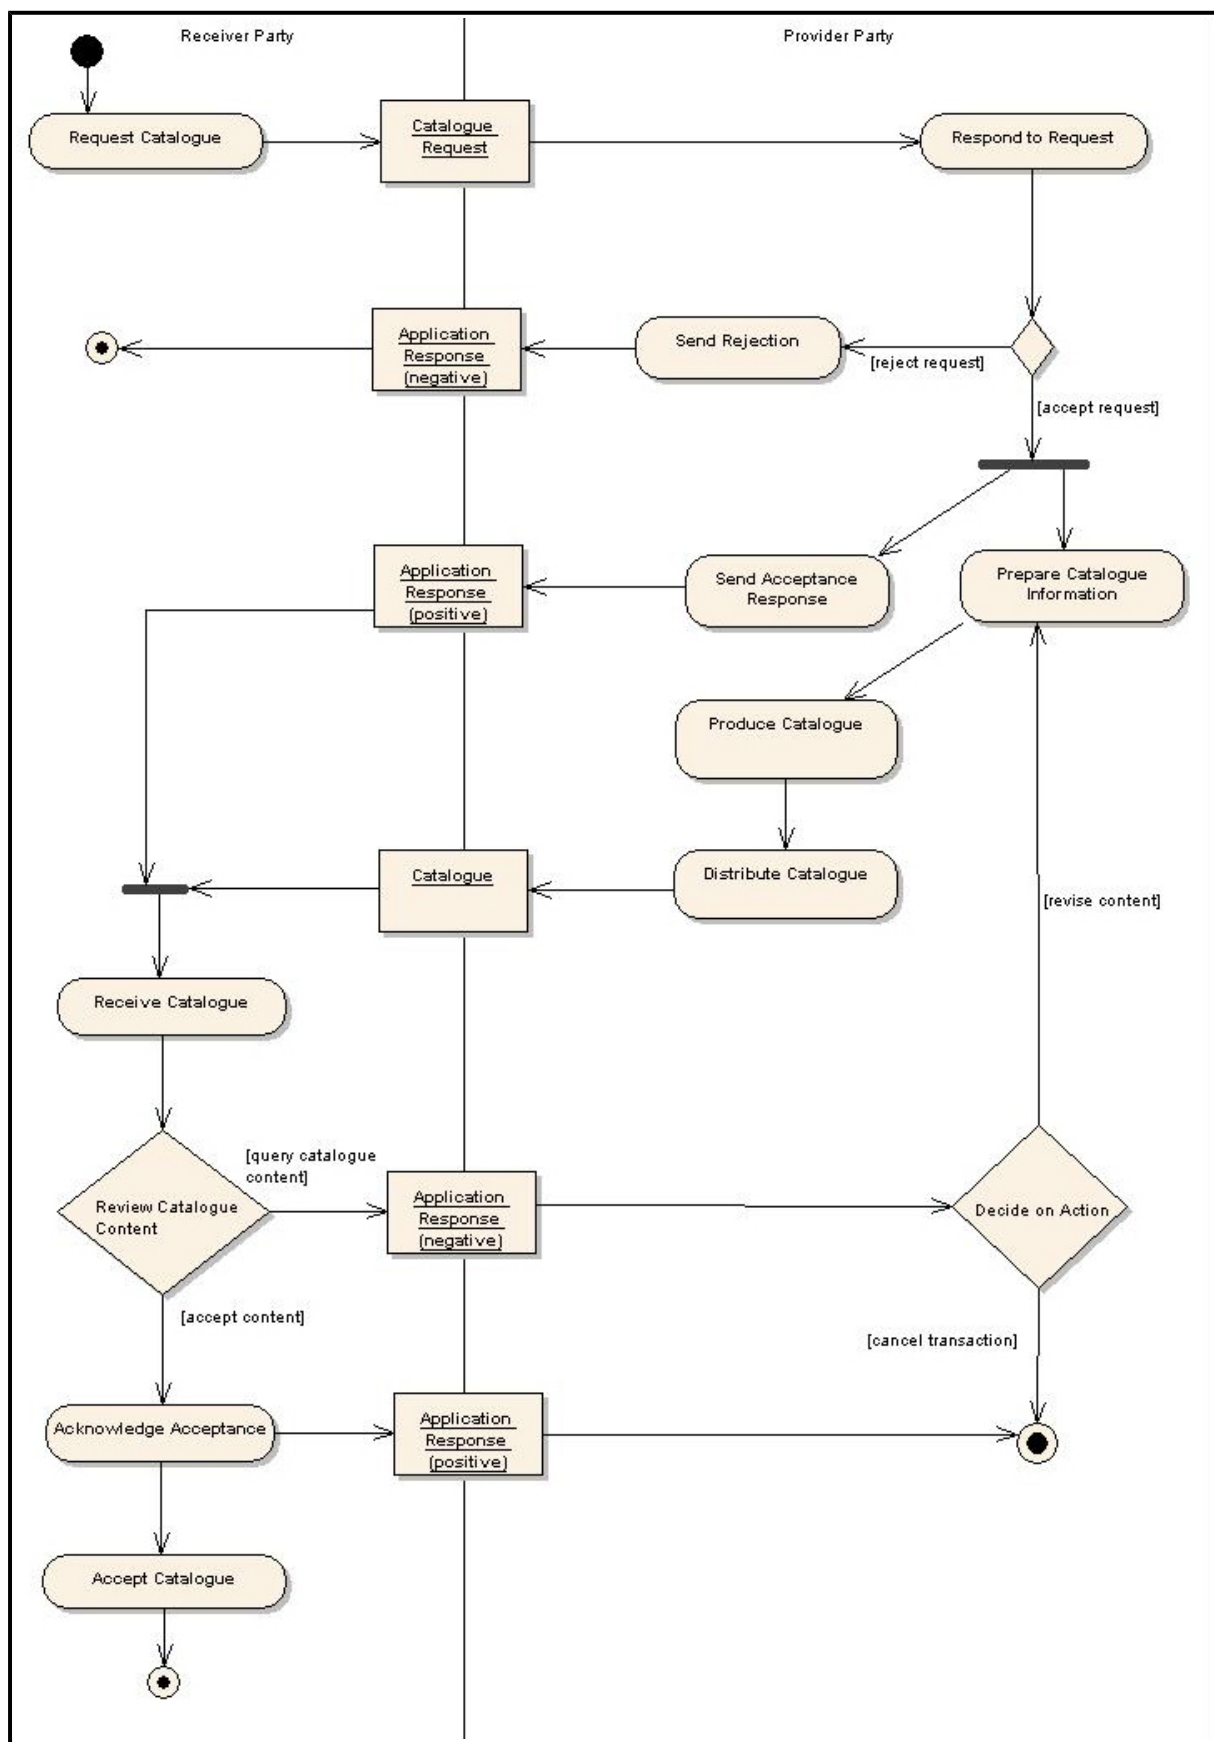 Receiver Party
Provider Party
Request Catalogue
Catalogue
Request
Respond to Request
Application
Response
(negative)
Send Rejection
[reject request]
[accept request]
Application
Response
(positive)
Send Acceptance
Response
Prepare Catalogue
Information
Produce Catalogue
Catalogue
Distribute Catalogue
[revise content]
Receive Catalogue
[query catalogue
content]
Review Catalogue
Content
Application
Response
(negative)
Decide on Action
[accept content]
[cancel transaction]
Acknowledge Acceptance
Application
Response
(positive)
Accept Catalogue